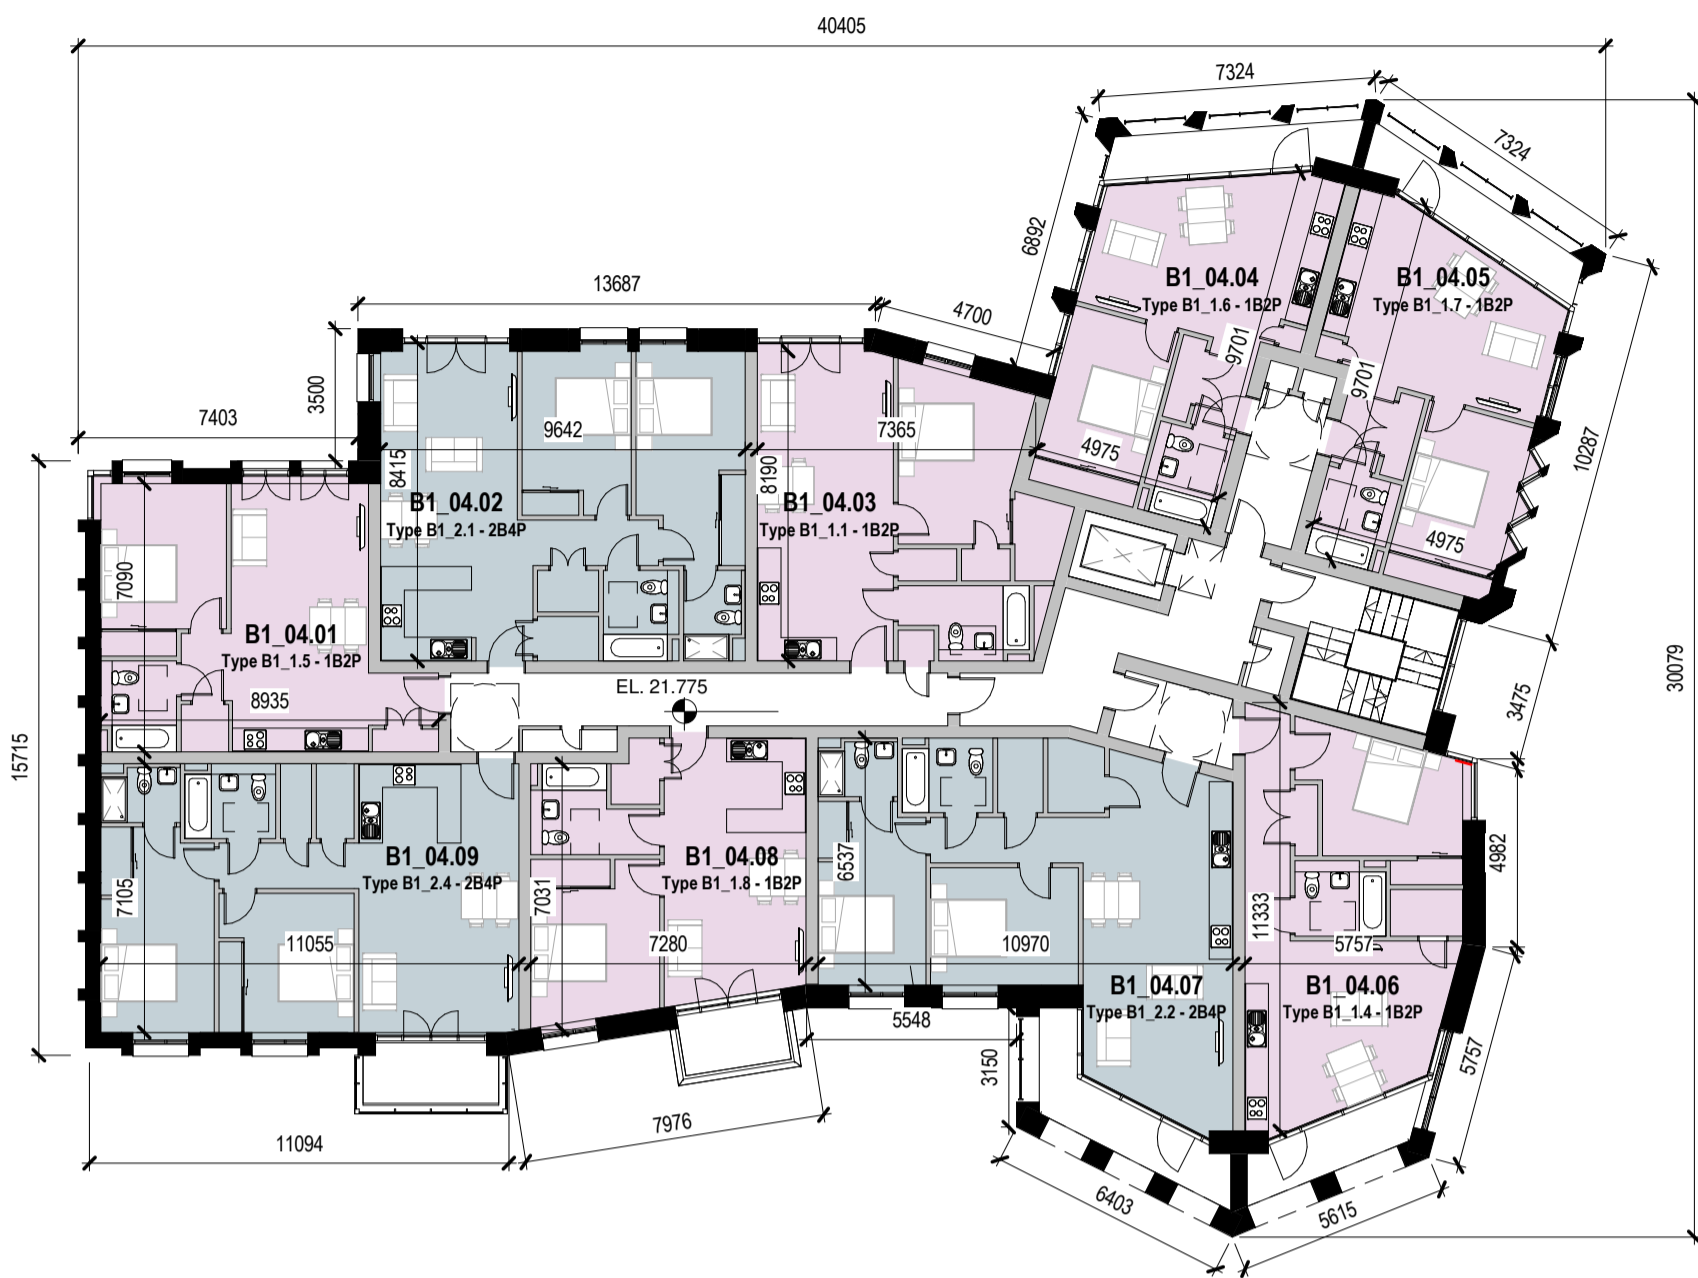 40405
7324
7324
6892
13687
4700
3500
7403
B1_04.04
Type B1_1.6 - 1B2P
B1_04.05
Type B1_1.7 - 1B2P
9701
9701
9642
7365
8415
8190
4975
4975
10287
B1_04.02
Type B1_2.1 - 2B4P
B1_04.03
Type B1_1.1 - 1B2P
7090
B1_04.01
Type B1_1.5 - 1B2P
8935
EL. 21.775
30079
3475
15715
4982
B1_04.09
Type B1_2.4 - 2B4P
B1_04.08
Type B1_1.8 - 1B2P
6537
7105
7031
11333
11055
7280
10970
5757
B1_04.07
Type B1_2.2 - 2B4P
B1_04.06
Type B1_1.4 - 1B2P
5548
3150
5757
7976
11094
6403
5615